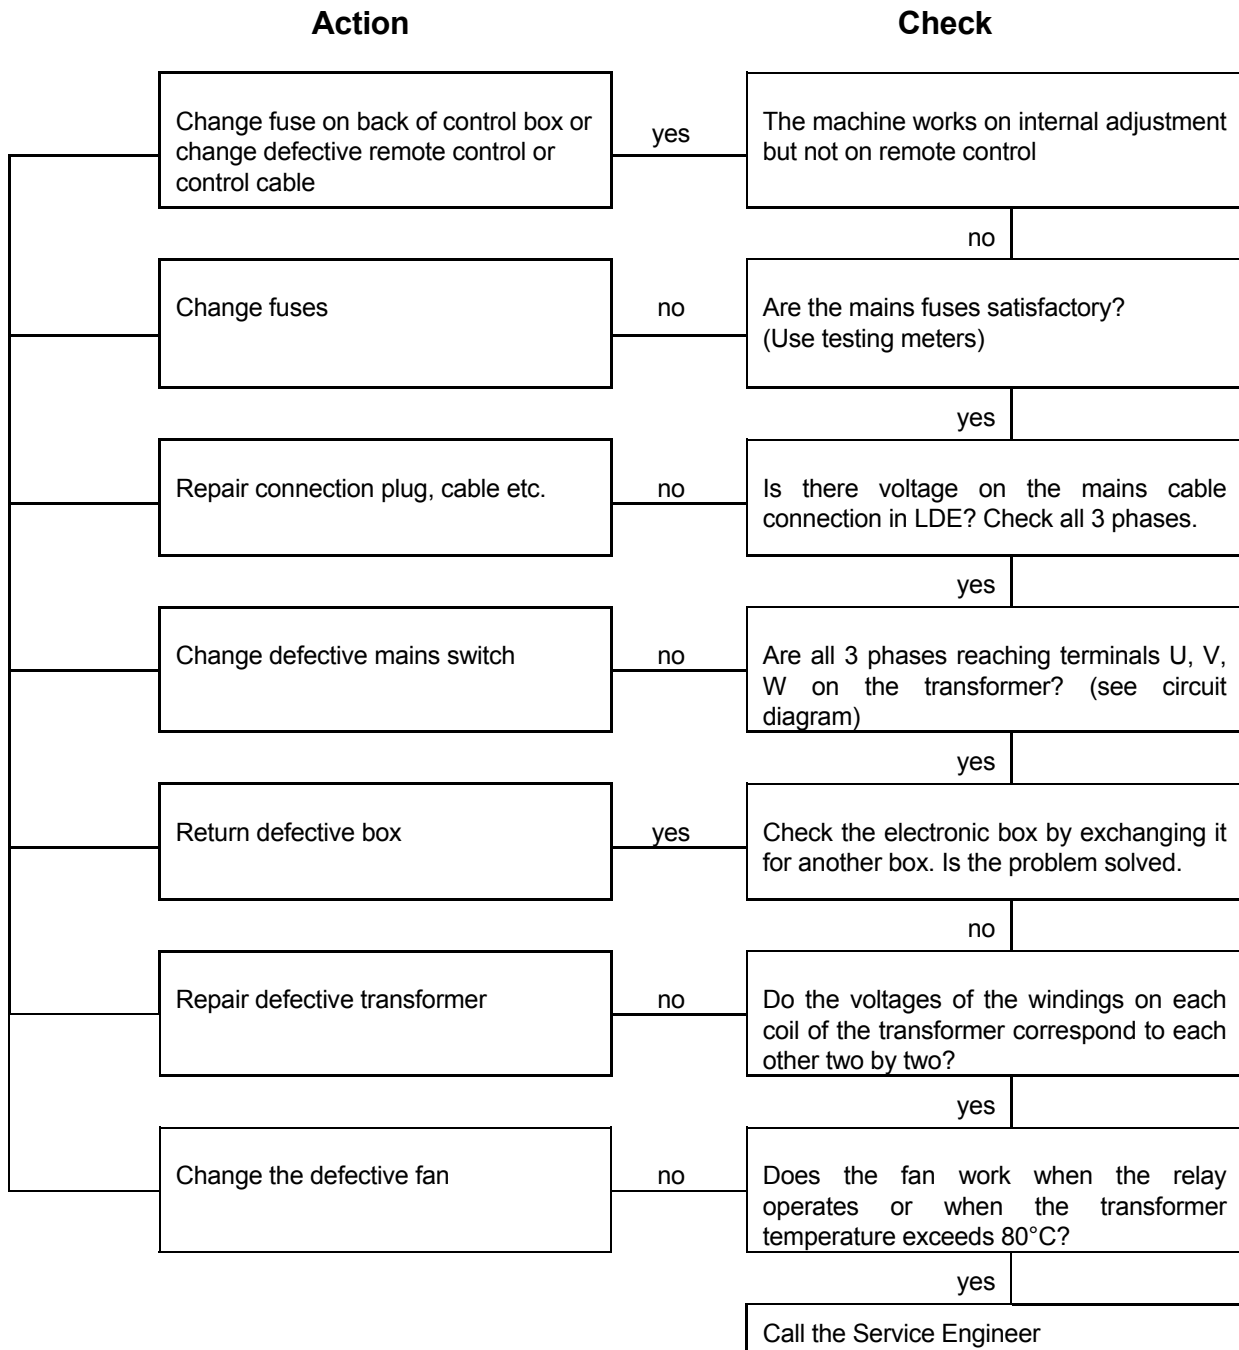 Action
Check
Change fuse on back of control box or
change defective remote control or
control cable
yes
The machine works on internal adjustment
but not on remote control
no
Change fuses
no
Are the mains fuses satisfactory?
(Use testing meters)
yes
Repair connection plug, cable etc.
no
Is there voltage on the mains cable
connection in LDE? Check all 3 phases.
yes
Change defective mains switch
no
Are all 3 phases reaching terminals U, V,
W on the transformer? (see circuit
diagram)
yes
Return defective box
yes
Check the electronic box by exchanging it
for another box. Is the problem solved.
no
Repair defective transformer
no
Do the voltages of the windings on each
coil of the transformer correspond to each
other two by two?
yes
Change the defective fan
no
Does the fan work when the relay
operates or when the transformer
temperature exceeds 80°C?
yes
Call the Service Engineer